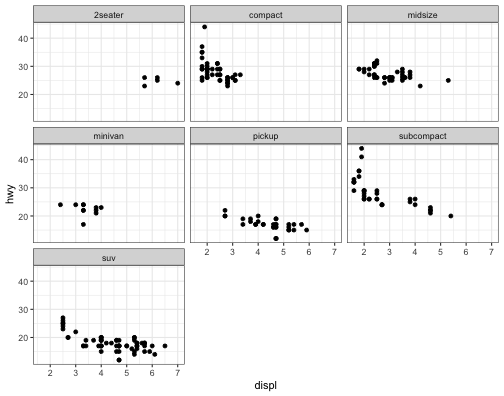 2seater compact midsize
40
30
20
minivan pickup subcompact
40
30
20
hwy
2 3 4 5 6 7 2 3 4 5 6 7
suv
40
30
20
2 3 4 5 6 7
displ